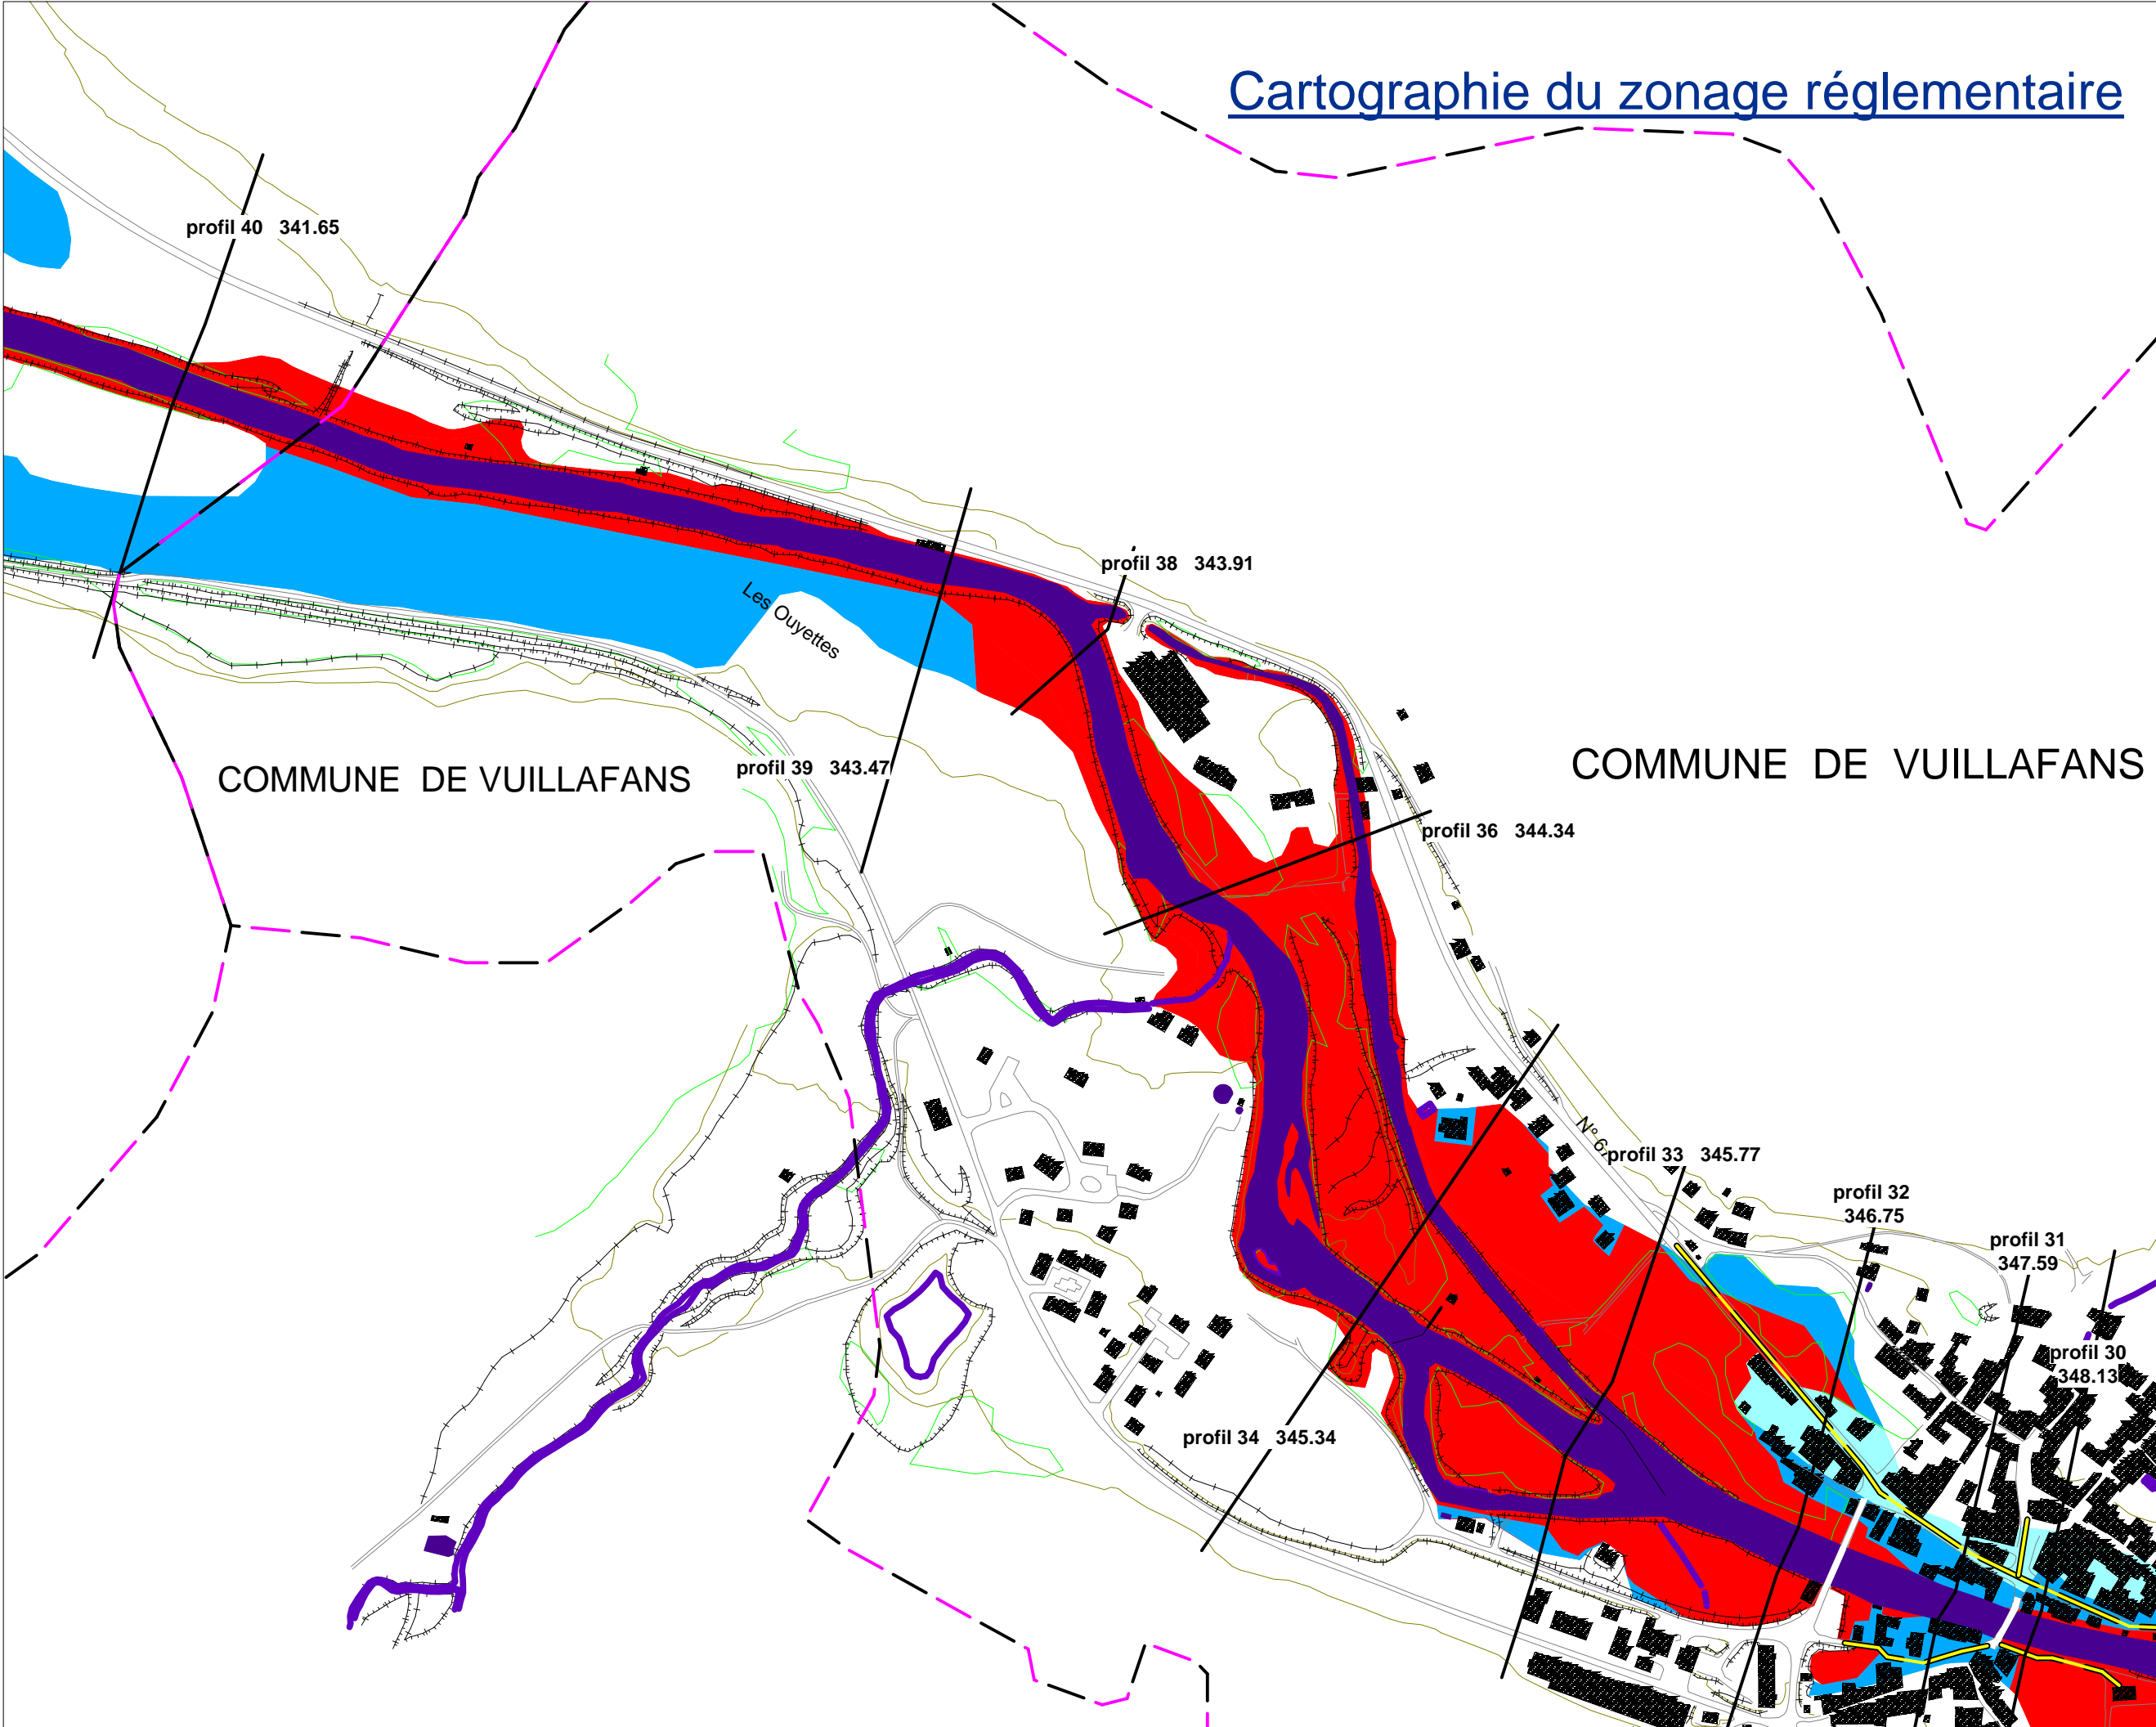 Cartographie du zonage réglementaire
profil 40 341.65
profil 38 343.91
Les Ouyettes
COMMUNE DE VUILLAFANS
profil 39 343.47
COMMUNE DE VUILLAFANS
profil 36 344.34
N° 67
profil 33 345.77
profil 32
346.75
profil 31
347.59
profil 30
348.13
profil 34 345.34